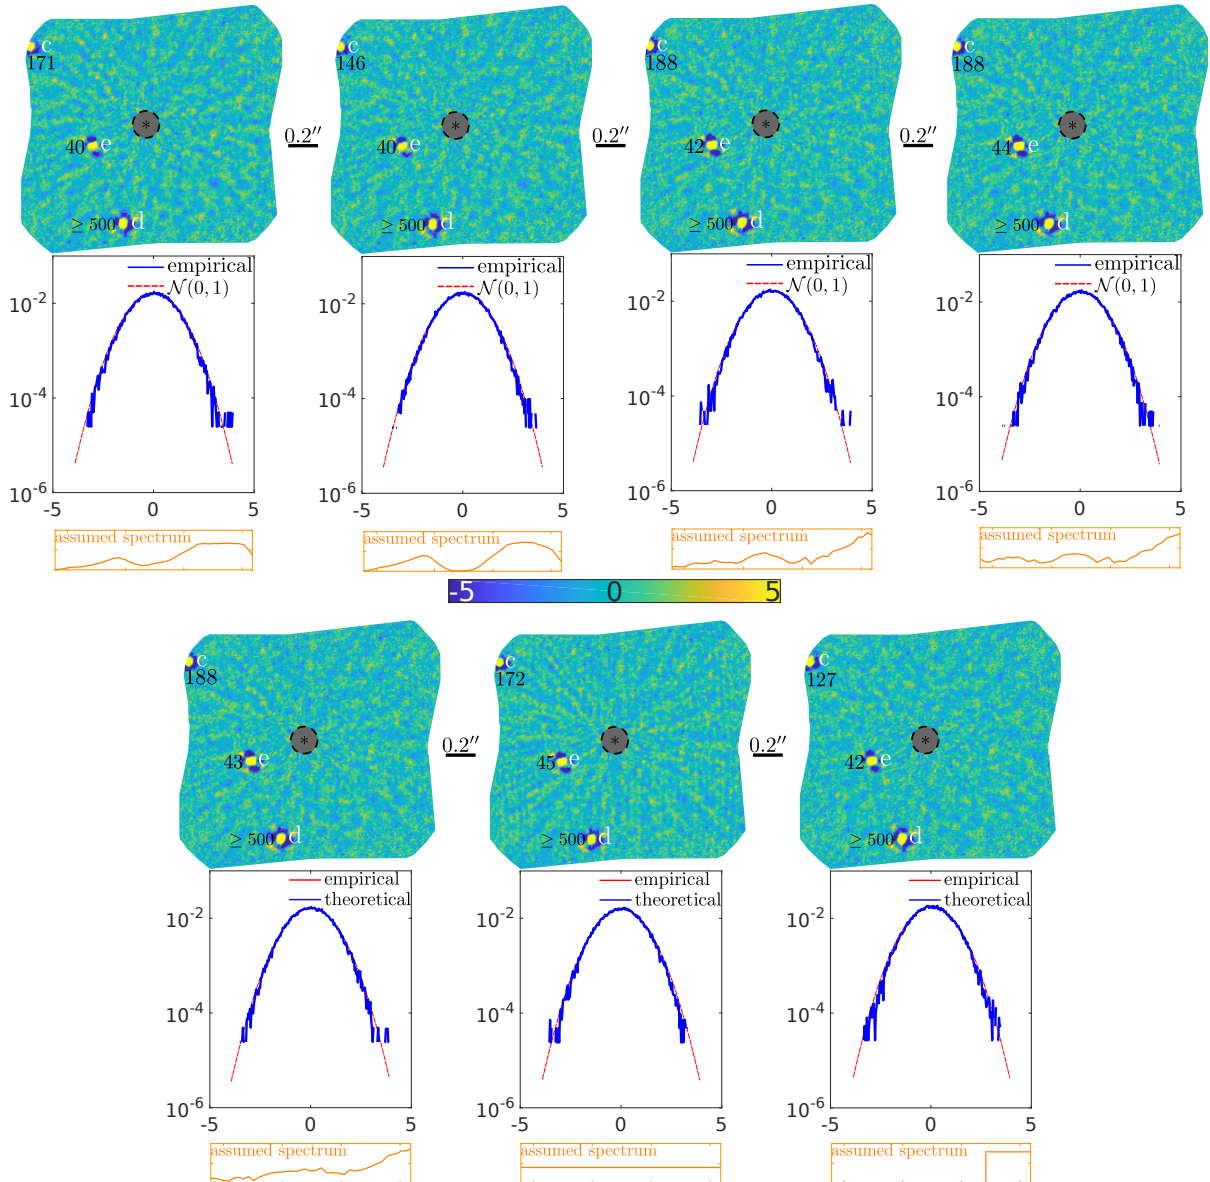 c c c c
171 146 188 188
* * * *
0.2″ 0.2″ 0.2″
40 e 40 e 42 e 44 e
≥ 500 d ≥ 500 d ≥ 500 d ≥ 500 d
empirical empirical empirical empirical
N(0, 1) N(0, 1) N(0, 1) N(0, 1)
10-2 10-2 10-2 10-2
10-4 10-4 10-4 10-4
10-6 10-6 10-6 10-6
-5 0 5 -5 0 5 -5 0 5 -5 0 5
assumed spectrum assumed spectrum assumed spectrum assumed spectrum
-5 0 5
c c c
188 172 127
* * *
0.2″ 0.2″
43 e 45 e 42 e
≥ 500 d ≥ 500 d ≥ 500 d
empirical empirical empirical
theoretical theoretical theoretical
10-2 10-2 10-2
10-4 10-4 10-4
10-6 10-6 10-6
-5 0 5 -5 0 5 -5 0 5
assumed spectrum assumed spectrum assumed spectrum